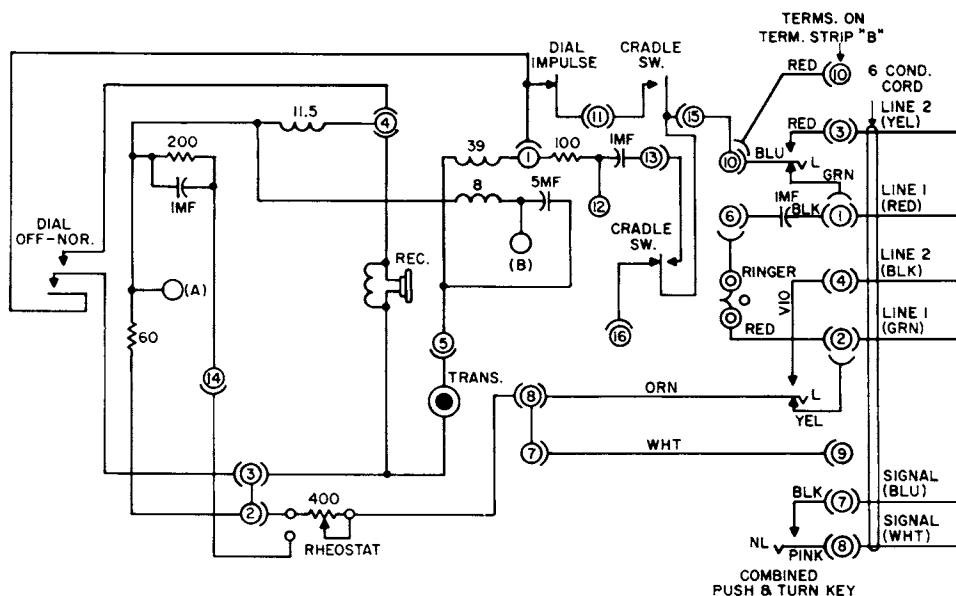 TERMS. ON
TERM. STRIP "B"
DIAL
IMPULSE
CRADLE
SW.
RED
10
6 COND.
CORD
11.5
4
11
15
RED
3
LINE 2
(YEL)
200
39
1
100
1MF
13
10
BLU
L
GRN
1MF
8
5MF
12
6
1MF
BLK
1
LINE 1
(RED)
DIAL
OFF-NOR.
(A)
REC.
(B)
CRADLE
SW.
RINGER
VIO
4
LINE 2
(BLK)
60
5
16
RED
2
LINE 1
(GRN)
14
TRANS.
8
ORN
L
YEL
7
WHT
9
3
2
400
RHEOSTAT
BLK
7
SIGNAL
(BLU)
NL
PINK
8
SIGNAL
(WHT)
COMBINED
PUSH & TURN KEY